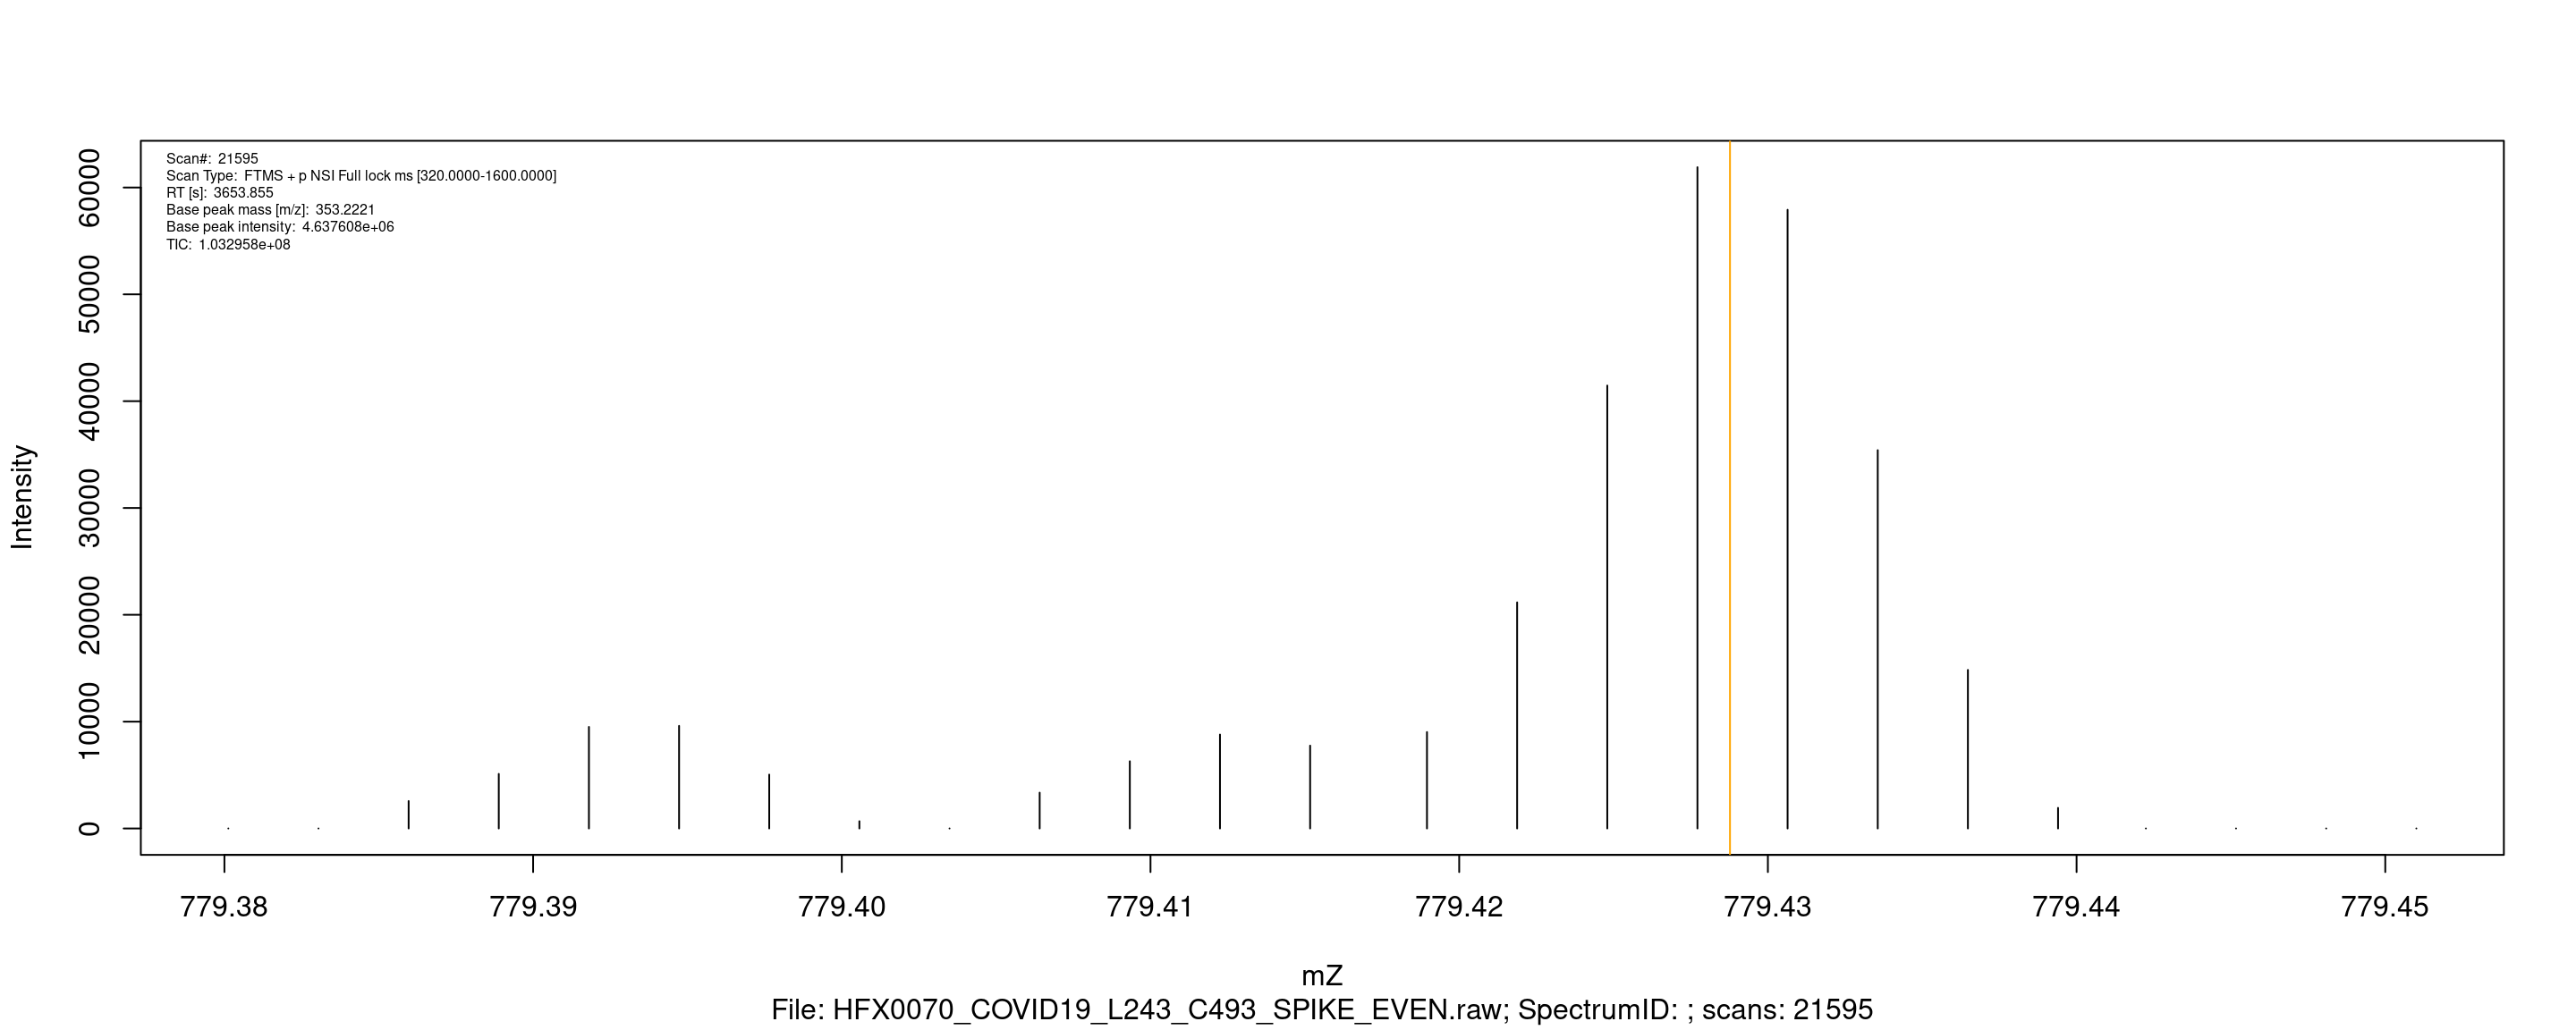 Scan#: 21595
Scan Type: FTMS + p NSI Full lock ms [320.0000-1600.0000]
RT [s]: 3653.855
Base peak mass [m/z]: 353.2221
Base peak intensity: 4.637608e+06
TIC: 1.032958e+08
Intensity
60000
50000
40000
30000
20000
10000
0
779.38 779.39 779.40 779.41 779.42 779.43 779.44 779.45
mZ
File: HFX0070_COVID19_L243_C493_SPIKE_EVEN.raw; SpectrumID: ; scans: 21595